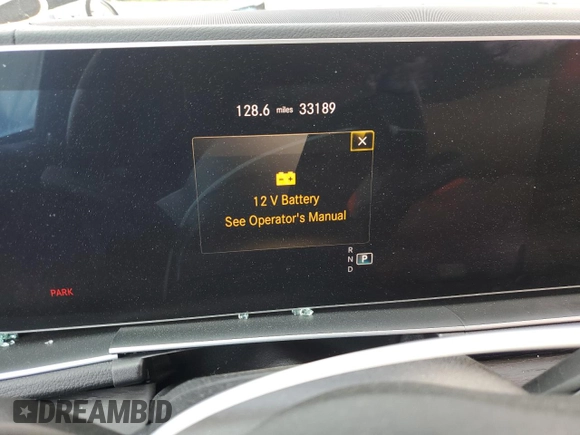 128.6 miles 33189
X
- +
12 V Battery
See Operator's Manual
R
N P
D
PARK
DREAMBID